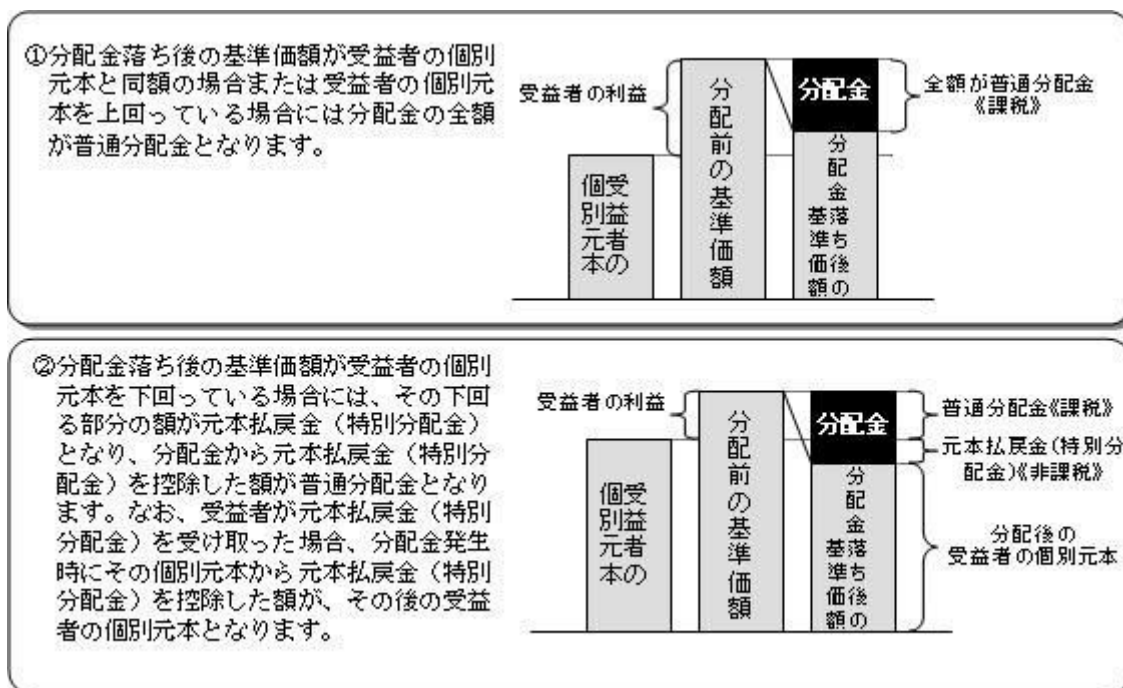 ①分配金落ち後の基準価額が受益者の個別
元本と同額の場合または受益者の個別元
本を上回っている場合には分配金の全額
が普通分配金となります。
受益者の利益
受益者の
個別元本
分配前の基準価額
分配金
分配金落ち後の
基準価額
全額が普通分配金
《課税》
②分配金落ち後の基準価額が受益者の個別
元本を下回っている場合には、その下回
る部分の額が元本払戻金（特別分配金）
となり、分配金から元本払戻金（特別分
配金）を控除した額が普通分配金となり
ます。なお、受益者が元本払戻金（特別
分配金）を受け取った場合、分配金発生
時にその個別元本から元本払戻金（特別
分配金）を控除した額が、その後の受益
者の個別元本となります。
受益者の利益
受益者の
個別元本
分配前の基準価額
分配金
分配金落ち後の
基準価額
普通分配金《課税》
元本払戻金(特別分
配金)《非課税》
分配後の
受益者の個別元本